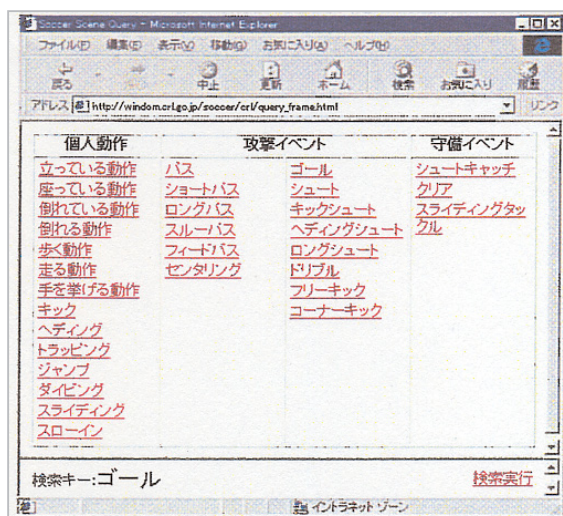 Soccer Scene Query - Microsoft Internet Explorer
ファイル(F) 編集(E) 表示(V) 移動(G) お気に入り(A) ヘルプ(H)
戻る 中止 更新 ホーム 検索 お気に入り 履歴
アドレス http://windom.crl.go.jp/soccer/crl/query_frame.html リンク
個人動作 攻撃イベント 守備イベント
立っている動作 パス ゴール シュートキャッチ
座っている動作 ショートパス シュート クリア
倒れている動作 ロングパス キックシュート スライディングタッ
倒れる動作 スルーパス ヘディングシュート クル
歩く動作 フィードパス ロングシュート
走る動作 センタリング ドリブル
手を挙げる動作 フリーキック
キック コーナーキック
ヘディング
トラッピング
ジャンプ
ダイビング
スライディング
スローイン
検索キー:ゴール 検索実行
イントラネット ゾーン